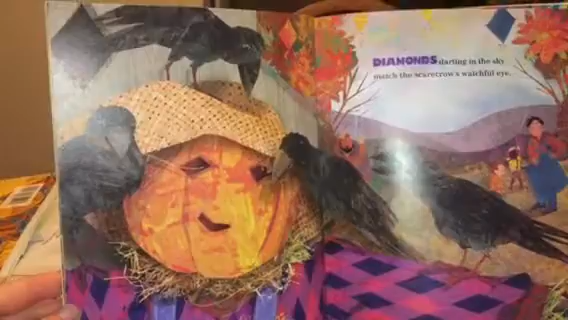 DIAMONDS darting in the sky
match the scarecrow's watchful eye.